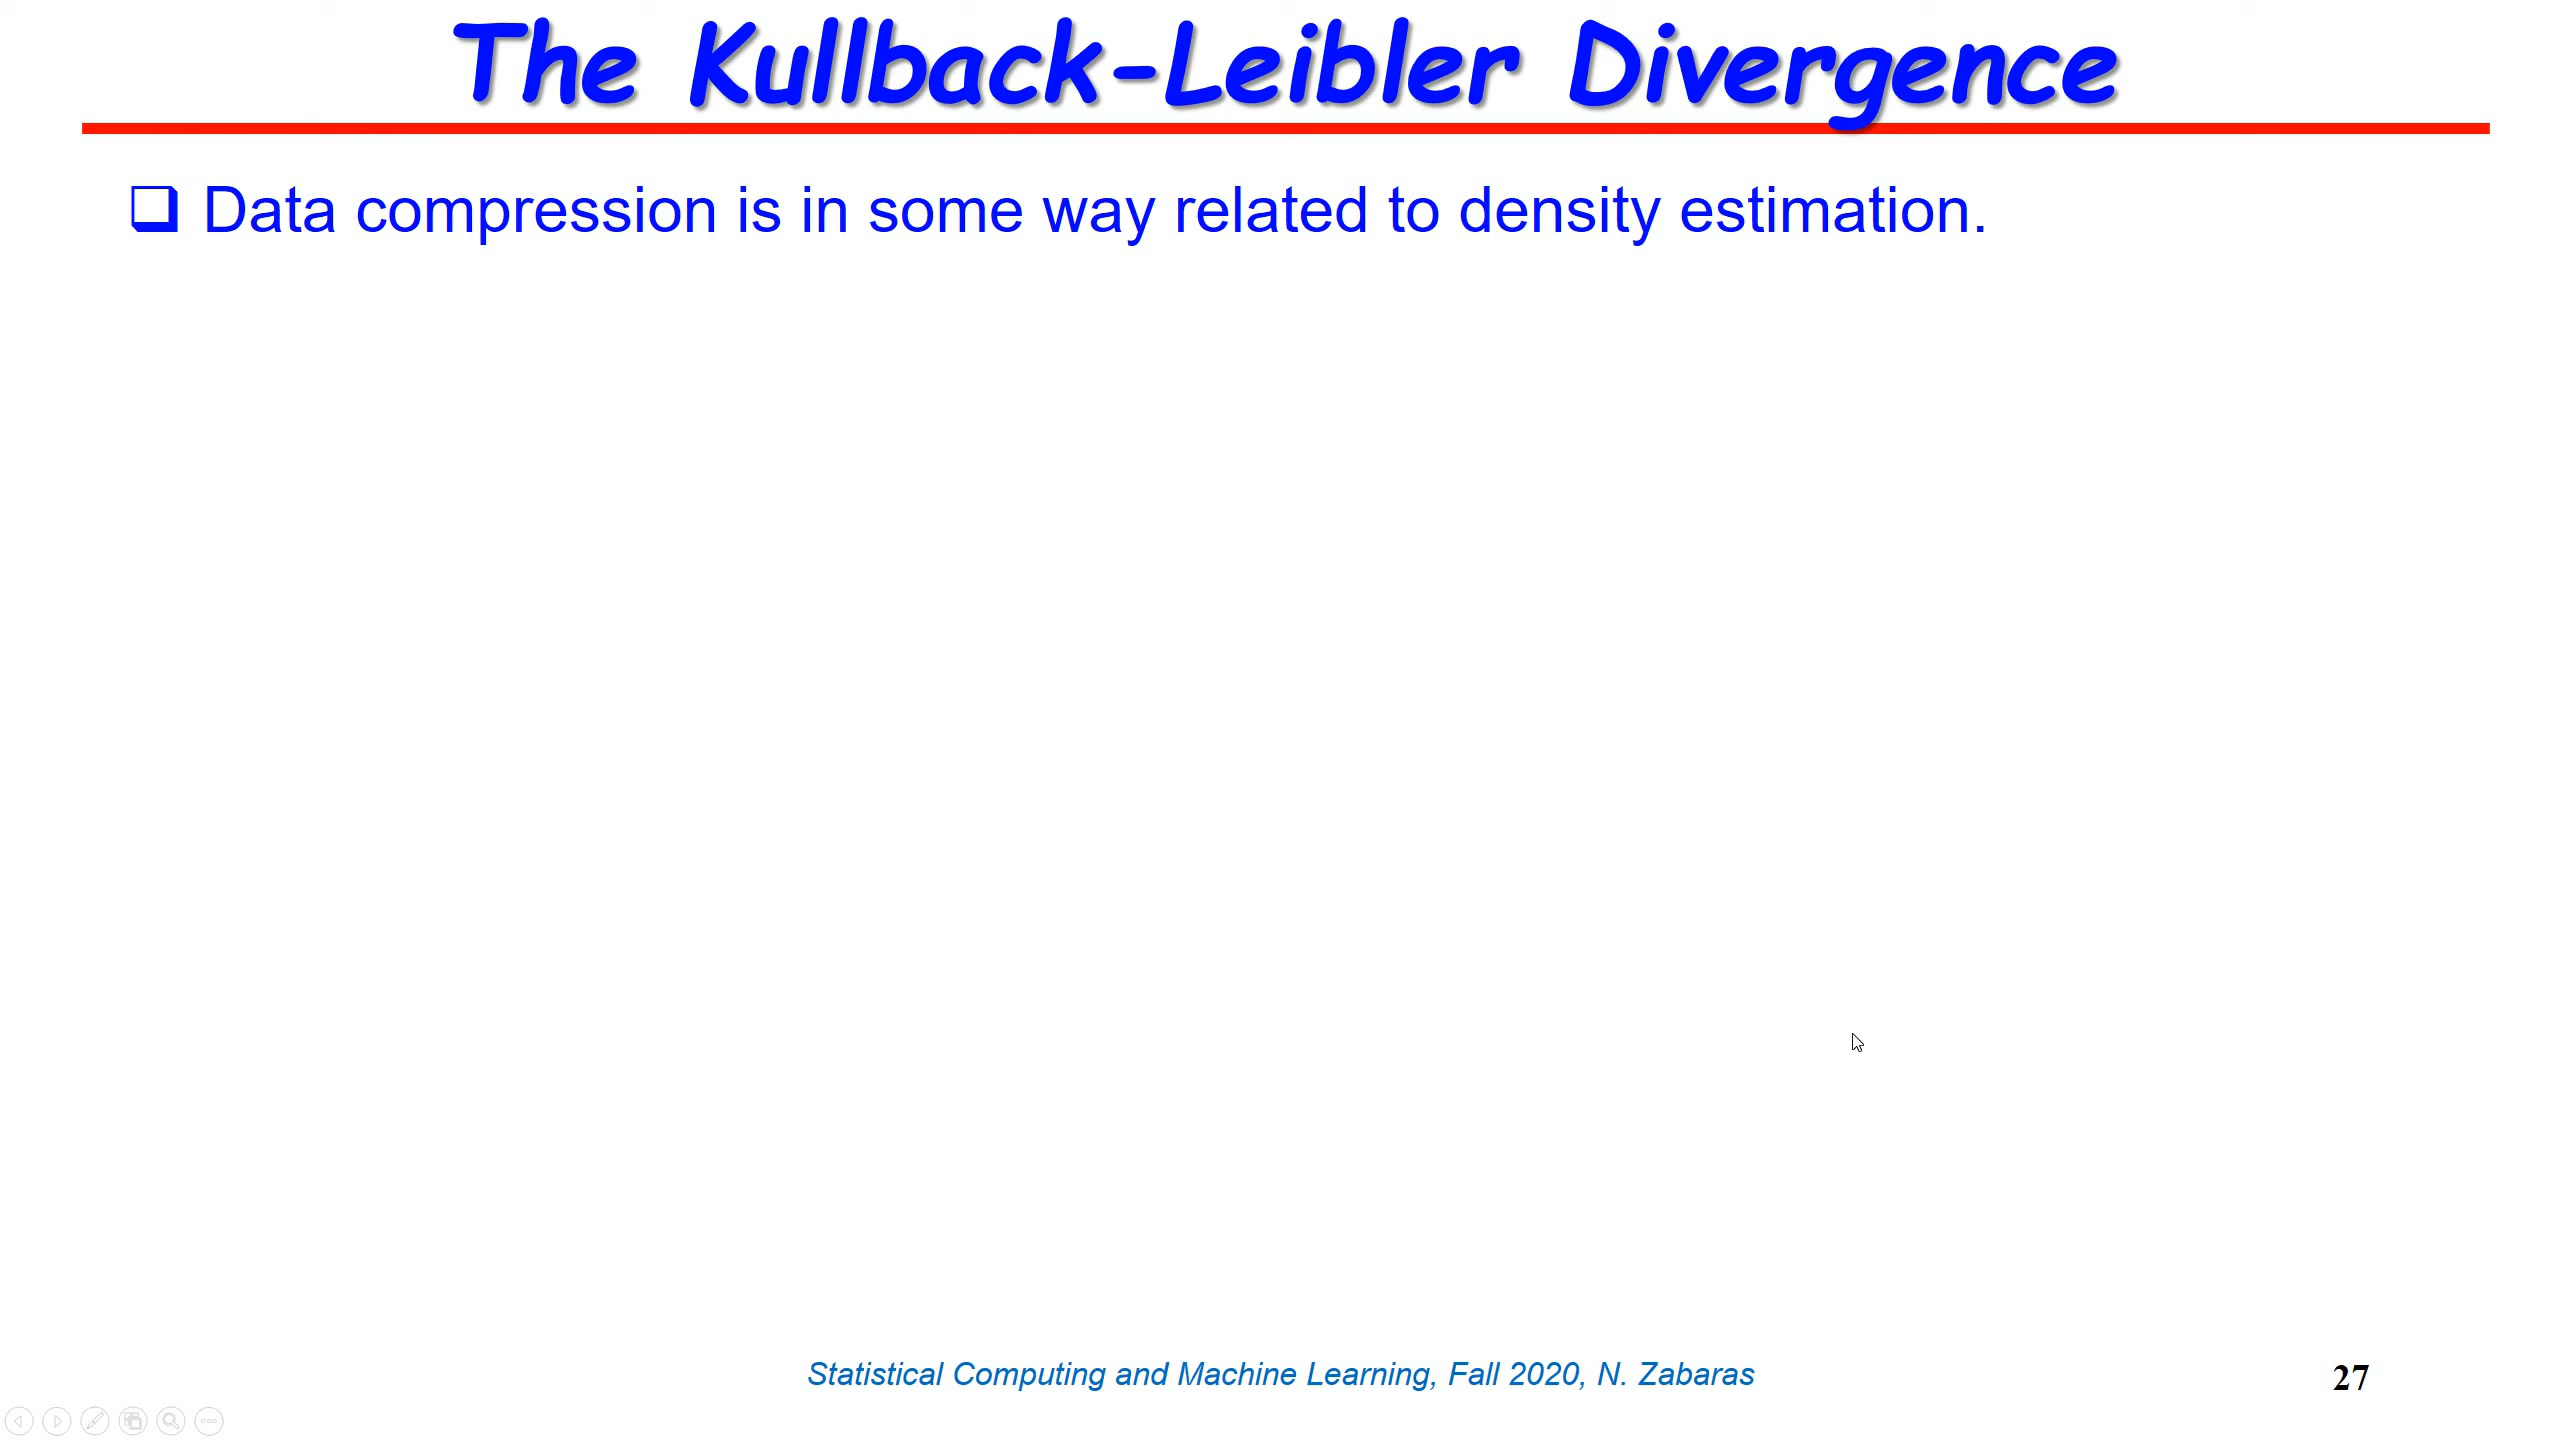 The Kullback-Leibler Divergence
❑ Data compression is in some way related to density estimation.
Statistical Computing and Machine Learning, Fall 2020, N. Zabaras
27